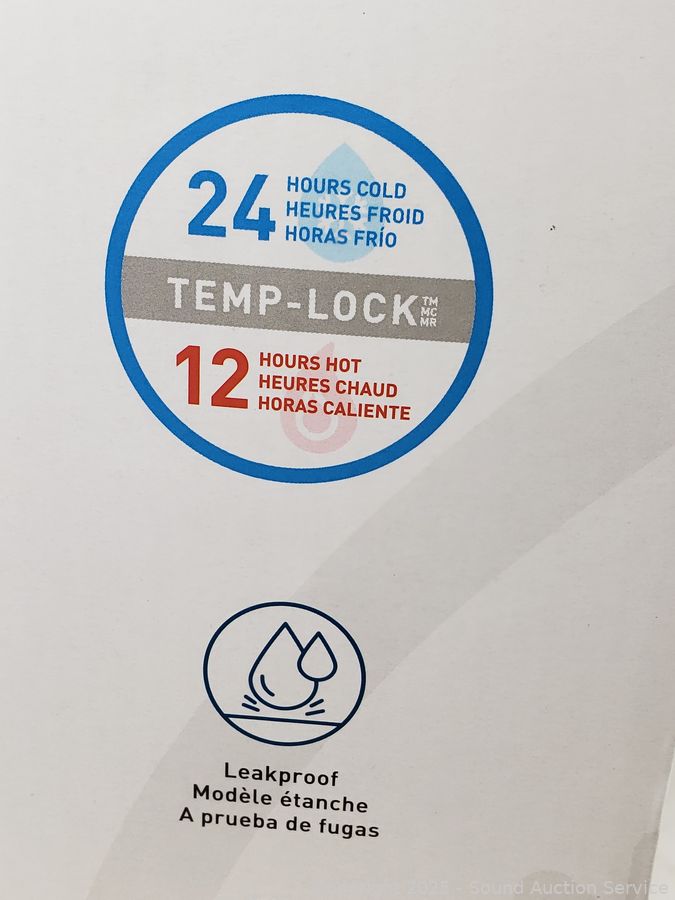 24 HOURS COLD
HEURES FROID
HORAS FRÍO
TEMP-LOCK™
MC
MR
12 HOURS HOT
HEURES CHAUD
HORAS CALIENTE
Leakproof
Modèle étanche
A prueba de fugas
2025 - Sound Auction Service